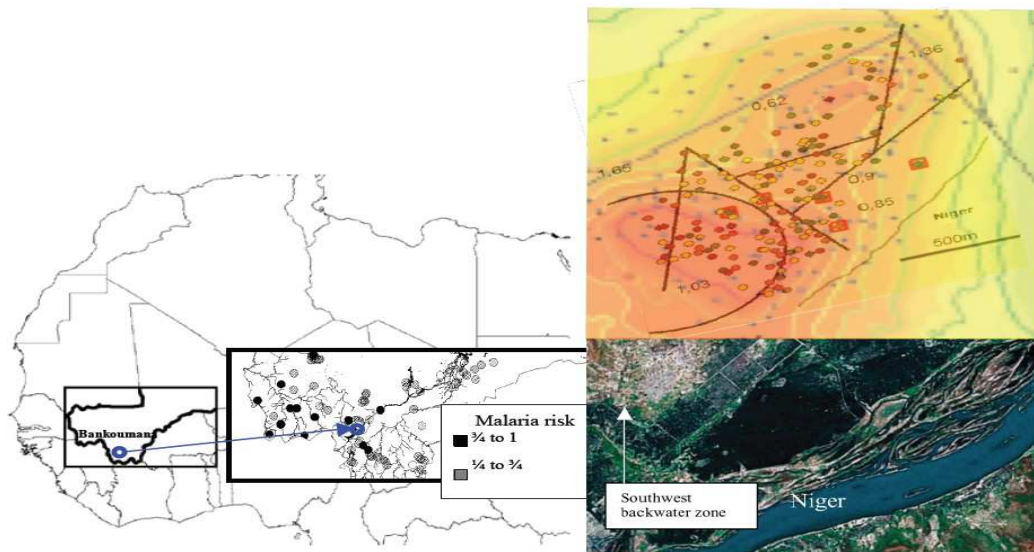 Bankoumana
Malaria risk
¾ to 1
¼ to ¾
1,36
0,62
1,65
0,9
0,85
Niger
500m
1,03
Southwest
backwater zone
Niger